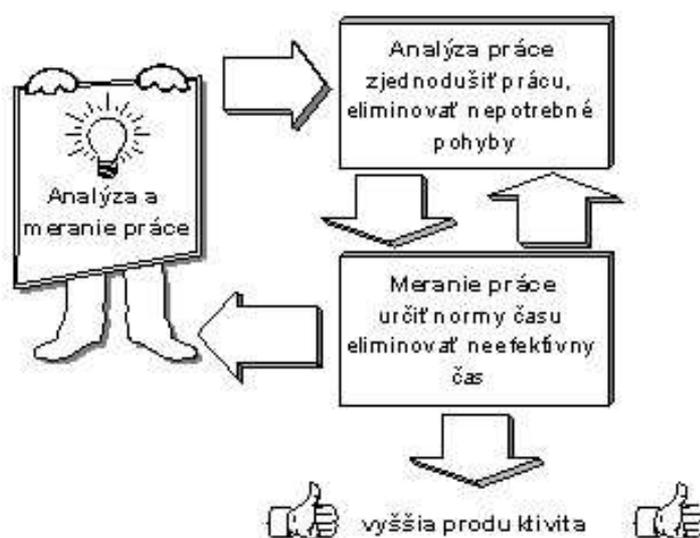 Analýza a
meranie práce
Analýza práce
zjednodušiť prácu,
eliminovať nepotrebné
pohyby
Meranie práce
určiť normy času
eliminovať neefektívny
čas
vyššia produktivita